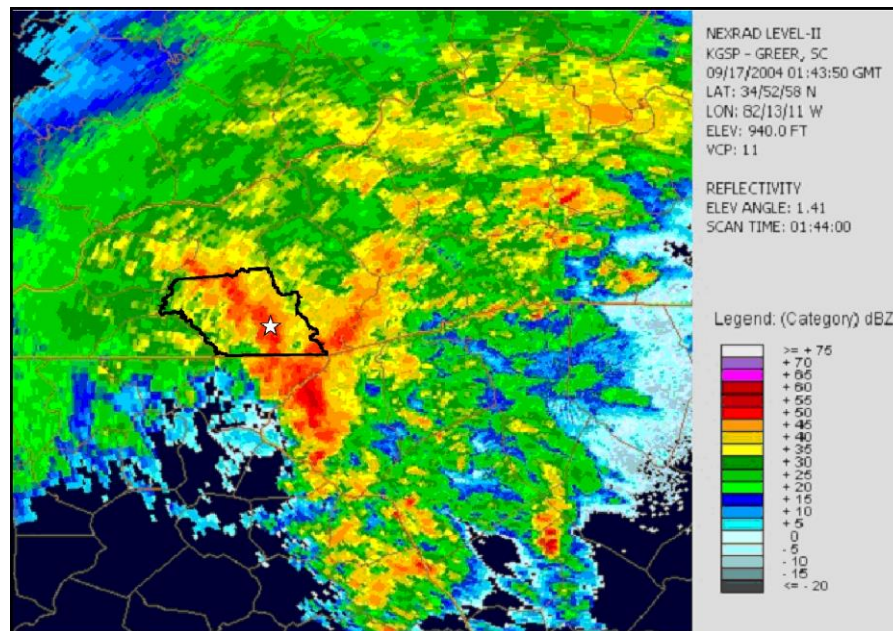 NEXRAD LEVEL-II
KGSP - GREER, SC
09/17/2004 01:43:50 GMT
LAT: 34/52/58 N
LON: 82/13/11 W
ELEV: 940.0 FT
VCP: 11
REFLECTIVITY
ELEV ANGLE: 1.41
SCAN TIME: 01:44:00
Legend: (Category) dBZ
>= + 75
+ 70
+ 65
+ 60
+ 55
+ 50
+ 45
+ 40
+ 35
+ 30
+ 25
+ 20
+ 15
+ 10
+ 5
0
- 5
- 10
- 15
<= - 20